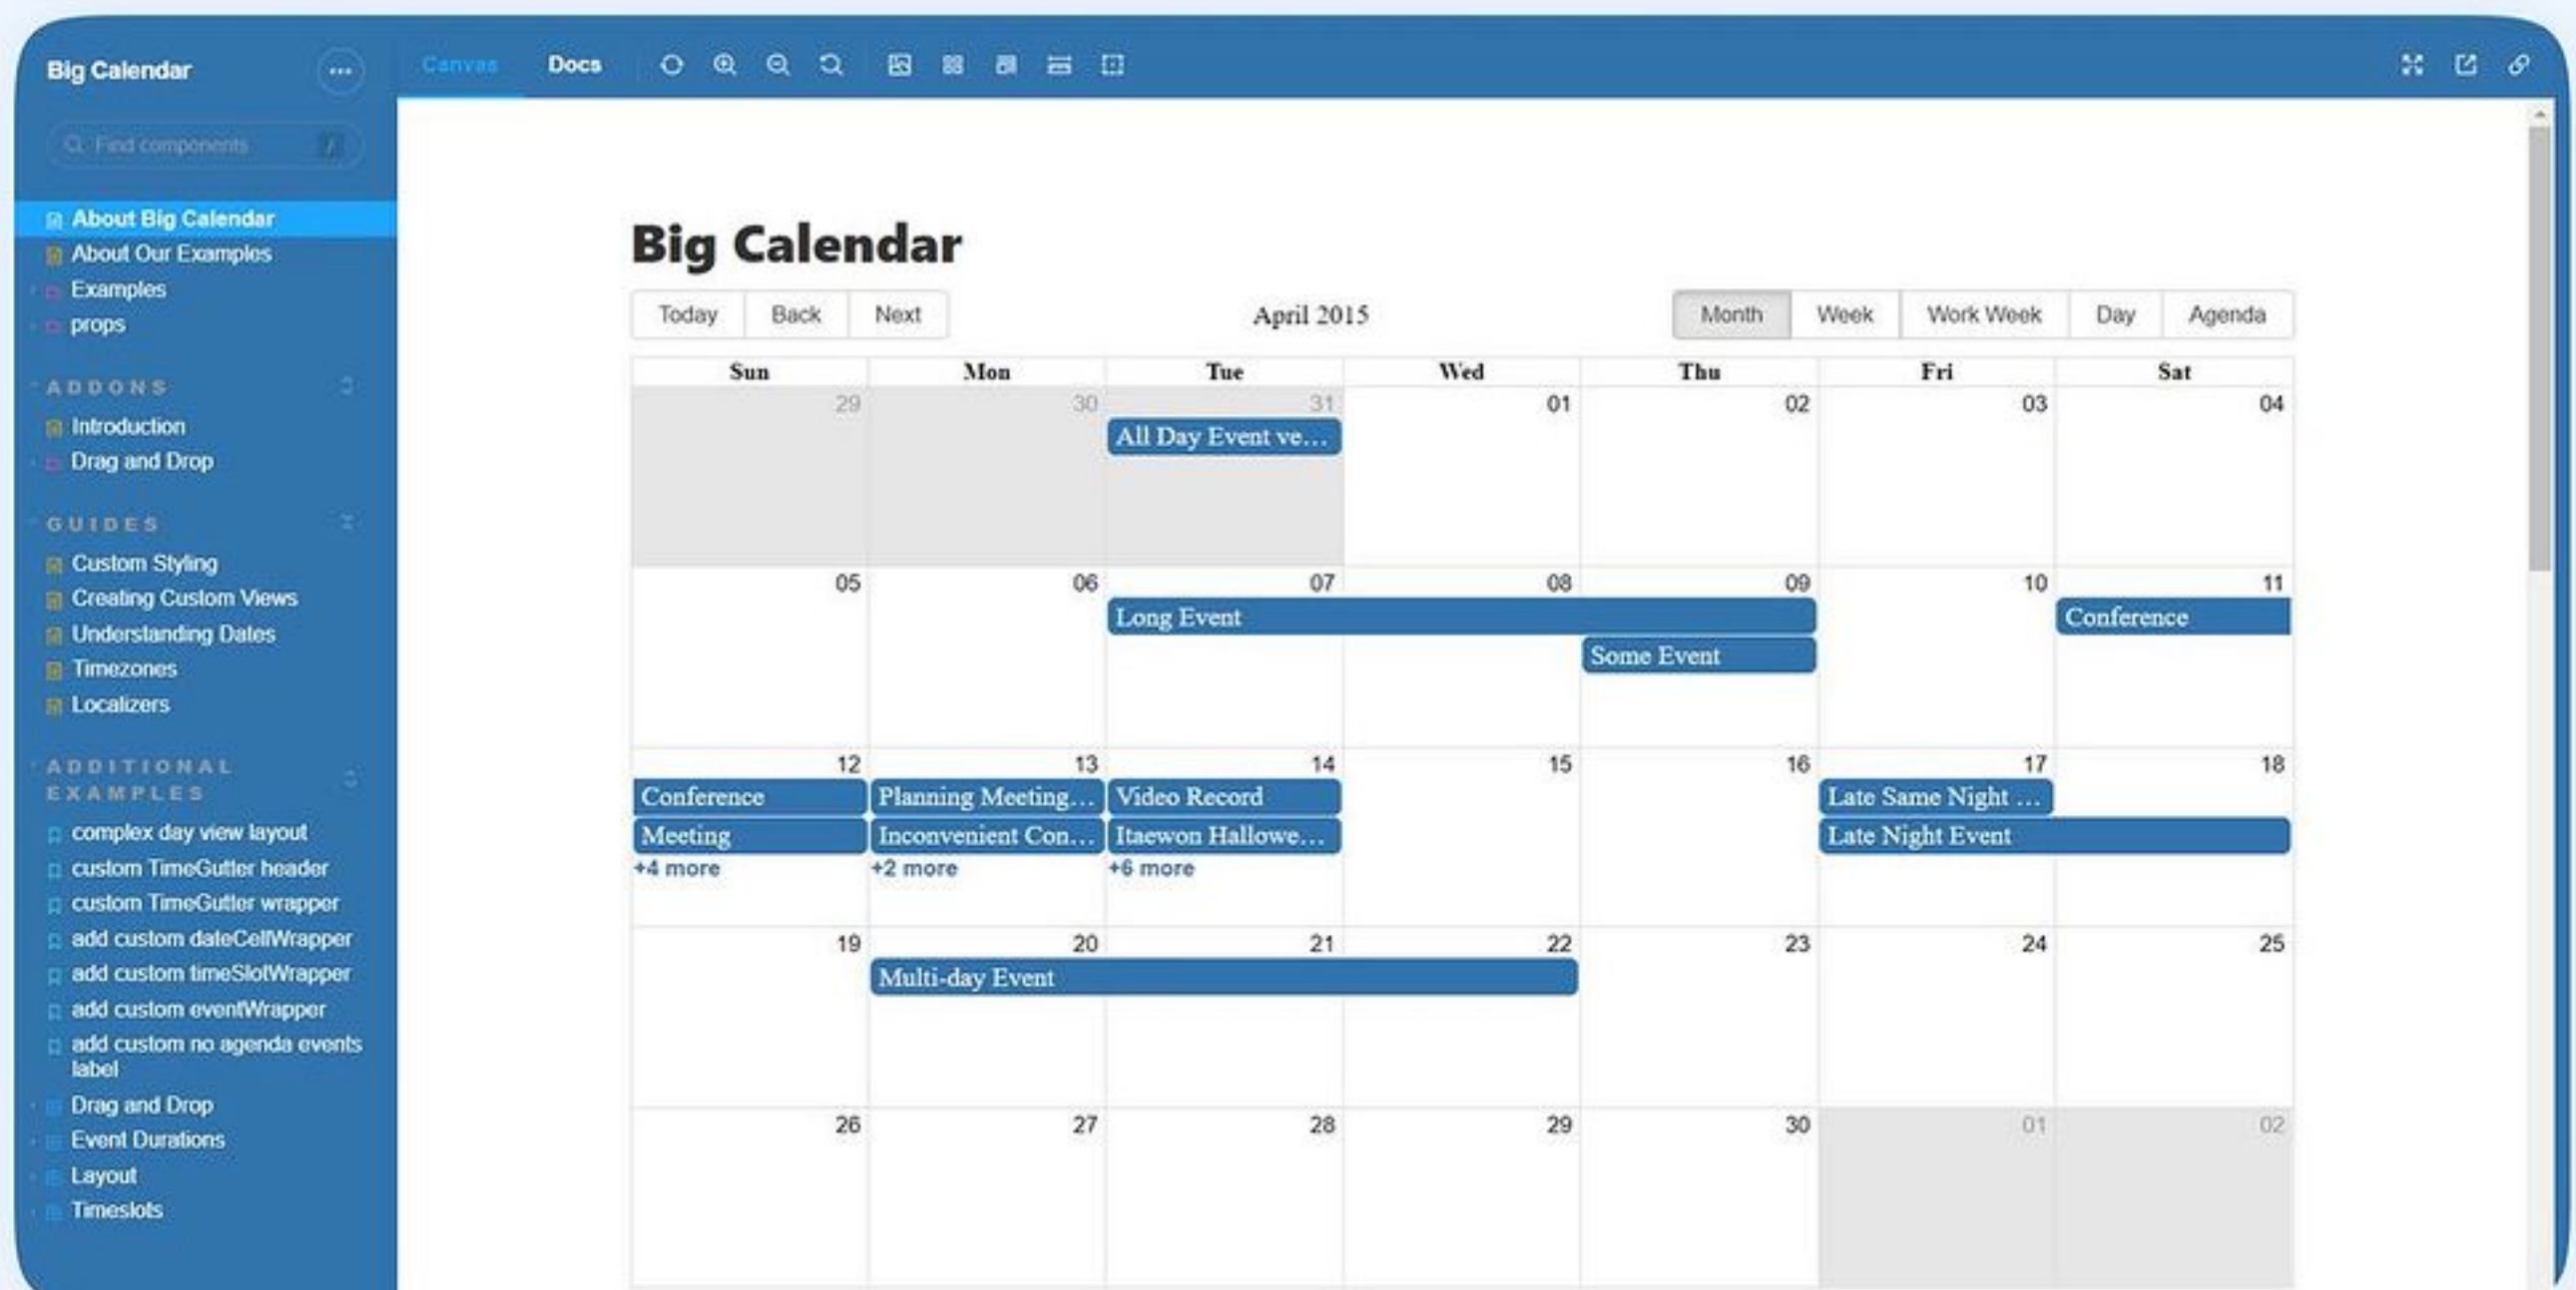 Big Calendar
Canvas Docs
Find components /
About Big Calendar
About Our Examples
Examples
props
ADDONS
Introduction
Drag and Drop
GUIDES
Custom Styling
Creating Custom Views
Understanding Dates
Timezones
Localizers
ADDITIONAL
EXAMPLES
complex day view layout
custom TimeGutter header
custom TimeGutter wrapper
add custom dateCellWrapper
add custom timeSlotWrapper
add custom eventWrapper
add custom no agenda events
label
Drag and Drop
Event Durations
Layout
Timeslots
Big Calendar
Today Back Next April 2015 Month Week Work Week Day Agenda
Sun Mon Tue Wed Thu Fri Sat
29 30 31 01 02 03 04
All Day Event ve...
05 06 07 08 09 10 11
Long Event Conference
Some Event
12 13 14 15 16 17 18
Conference Planning Meeting... Video Record Late Same Night ...
Meeting Inconvenient Con... Itaewon Hallowe... Late Night Event
+4 more +2 more +6 more
19 20 21 22 23 24 25
Multi-day Event
26 27 28 29 30 01 02